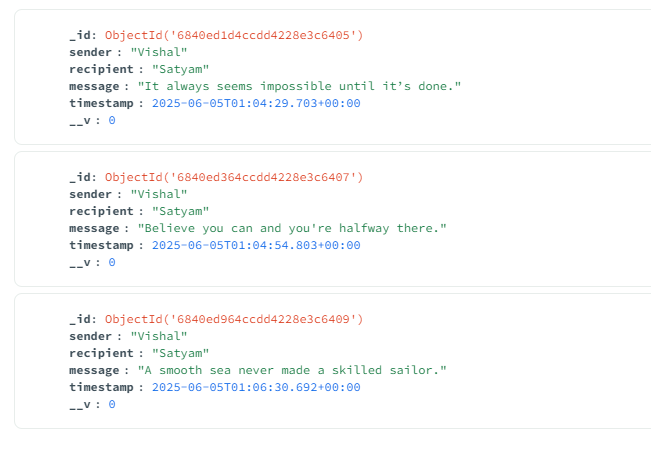 _id: ObjectId('6840ed1d4ccdd4228e3c6405')
sender : "Vishal"
recipient : "Satyam"
message : "It always seems impossible until it’s done."
timestamp : 2025-06-05T01:04:29.703+00:00
__v : 0
_id: ObjectId('6840ed364ccdd4228e3c6407')
sender : "Vishal"
recipient : "Satyam"
message : "Believe you can and you're halfway there."
timestamp : 2025-06-05T01:04:54.803+00:00
__v : 0
_id: ObjectId('6840ed964ccdd4228e3c6409')
sender : "Vishal"
recipient : "Satyam"
message : "A smooth sea never made a skilled sailor."
timestamp : 2025-06-05T01:06:30.692+00:00
__v : 0